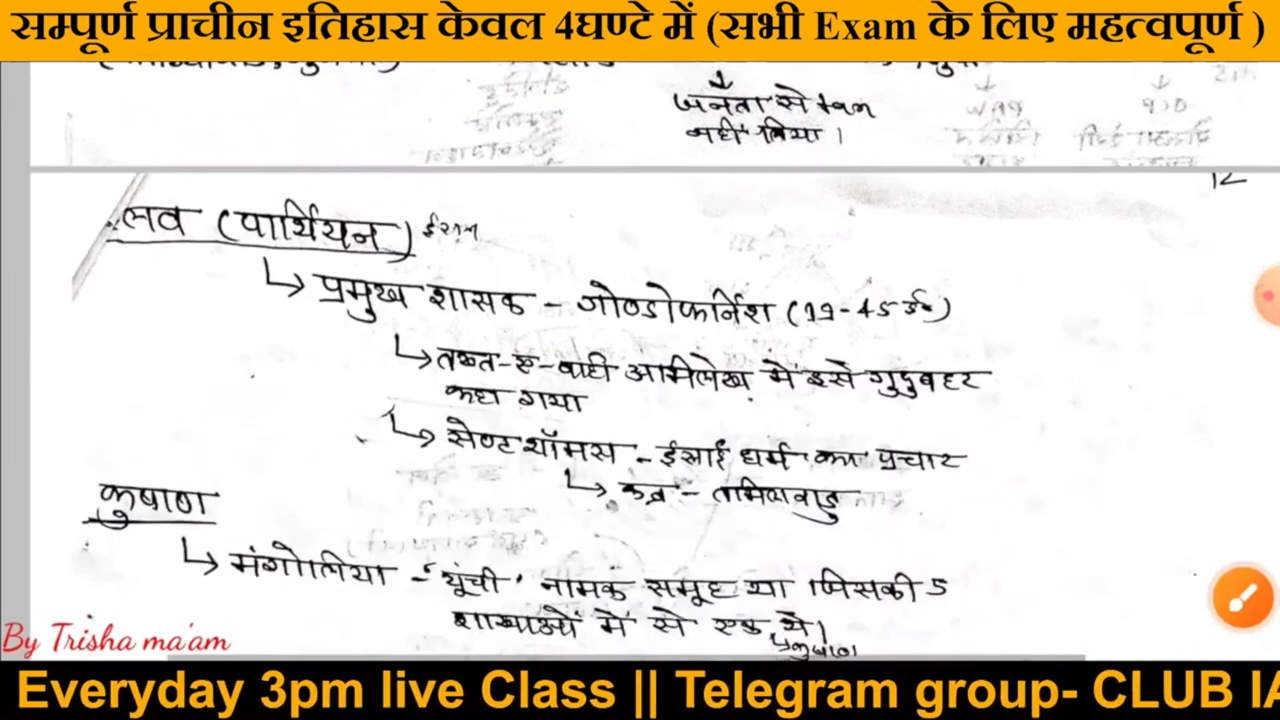 सम्पूर्ण प्राचीन इतिहास केवल 4घण्टे में (सभी Exam के लिए महत्वपूर्ण )
जनता से tax
नही लिया।
12
लव (पार्थियन) ईरान
↳ प्रमुख शासक - गोण्डोफर्निश (19-45 ई०)
↳ तख्त-ए-वाही अभिलेख में इसे गुदुवहर
कहा गया
↳ सेण्ट थॉमस - ईसाई धर्म का प्रचार
↳ कब्र - तमिलनाडु
कुषाण
↳ मंगोलिया - 'यूंची' नामक समूह था जिसकी 5
शाखाओं में से एक थे।
↳ कुषाण
By Trisha ma'am
Everyday 3pm live Class || Telegram group- CLUB IA